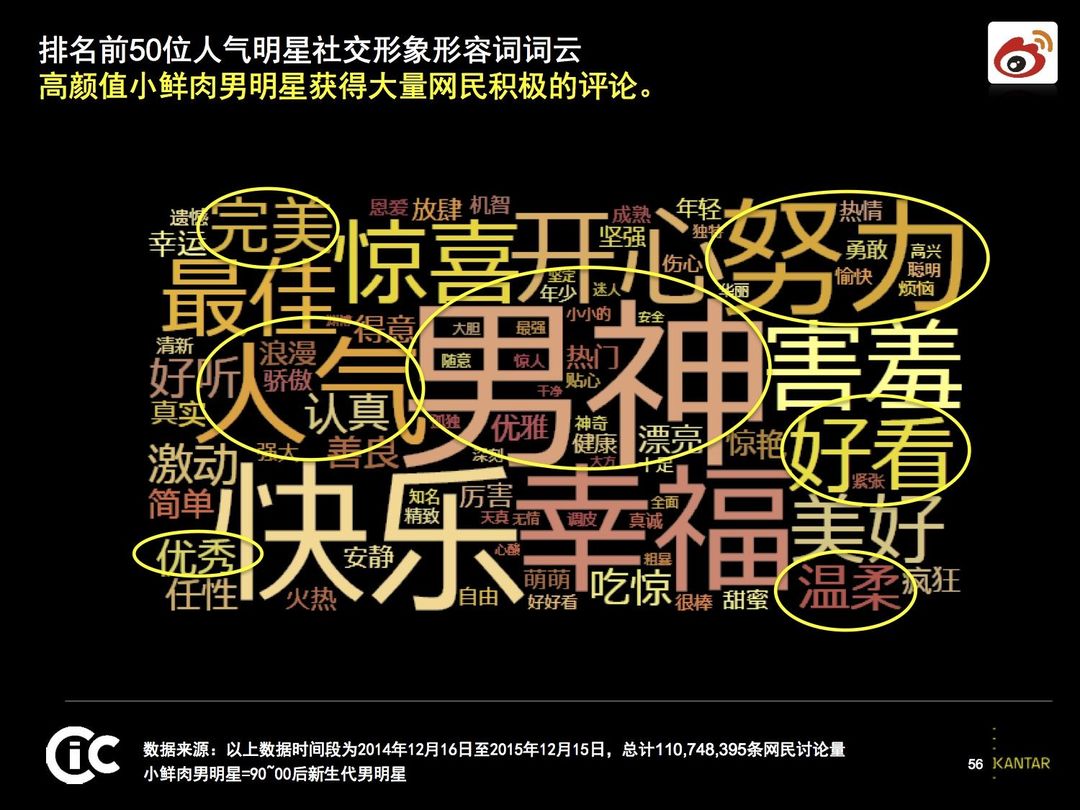 排名前50位人气明星社交形象形容词词云
高颜值小鲜肉男明星获得大量网民积极的评论。
遗憾
完美
恩爱
放肆
机智
成熟
年轻
热情
幸运
惊喜
开心
坚强
独特
努力
勇敢
高兴
聪明
伤心
愉快
烦恼
最佳
坚定
年少
迷人
华丽
得意
小小的
安全
大胆
最强
男神
清新
浪漫
随意
惊人
热门
害羞
好听
人气
骄傲
贴心
干净
真实
认真
孤独
优雅
神奇
漂亮
惊艳
好看
健康
激动
强大
善良
深刻
大方
十足
紧张
简单
快乐
知名
厉害
幸福
全面
美好
精致
天真
无情
调皮
真诚
优秀
安静
心酸
粗暴
萌萌
吃惊
温柔
疯狂
任性
火热
自由
好好看
很棒
甜蜜
CIC
数据来源：以上数据时间段为2014年12月16日至2015年12月15日，总计110,748,395条网民讨论量
小鲜肉男明星=90~00后新生代男明星
56
KANTAR